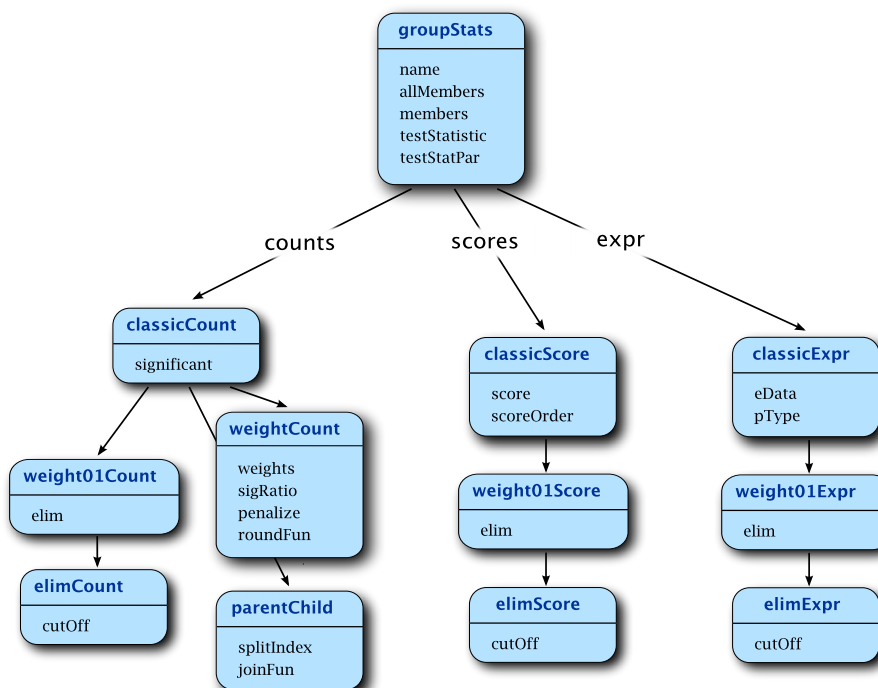 groupStats
name
allMembers
members
testStatistic
testStatPar
counts
scores
expr
classicCount
significant
classicScore
score
scoreOrder
classicExpr
eData
pType
weightCount
weights
sigRatio
penalize
roundFun
weight01Count
elim
weight01Score
elim
weight01Expr
elim
elimCount
cutOff
parentChild
splitIndex
joinFun
elimScore
cutOff
elimExpr
cutOff